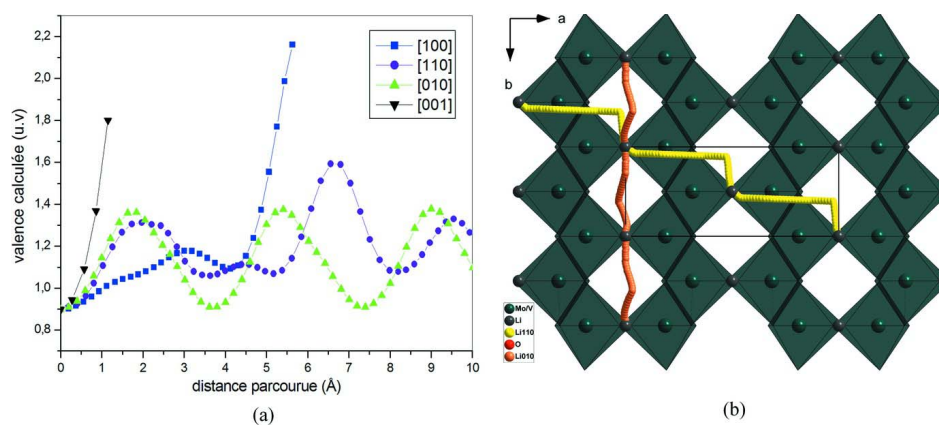 (a)
valence calculée (u.v)
2,2
2,0
1,8
1,6
1,4
1,2
1,0
0,8
[100]
[110]
[010]
[001]
0 1 2 3 4 5 6 7 8 9 10
distance parcourue (Å)
(a)
a
b
Mo/V
Li
Li110
O
Li010
(b)